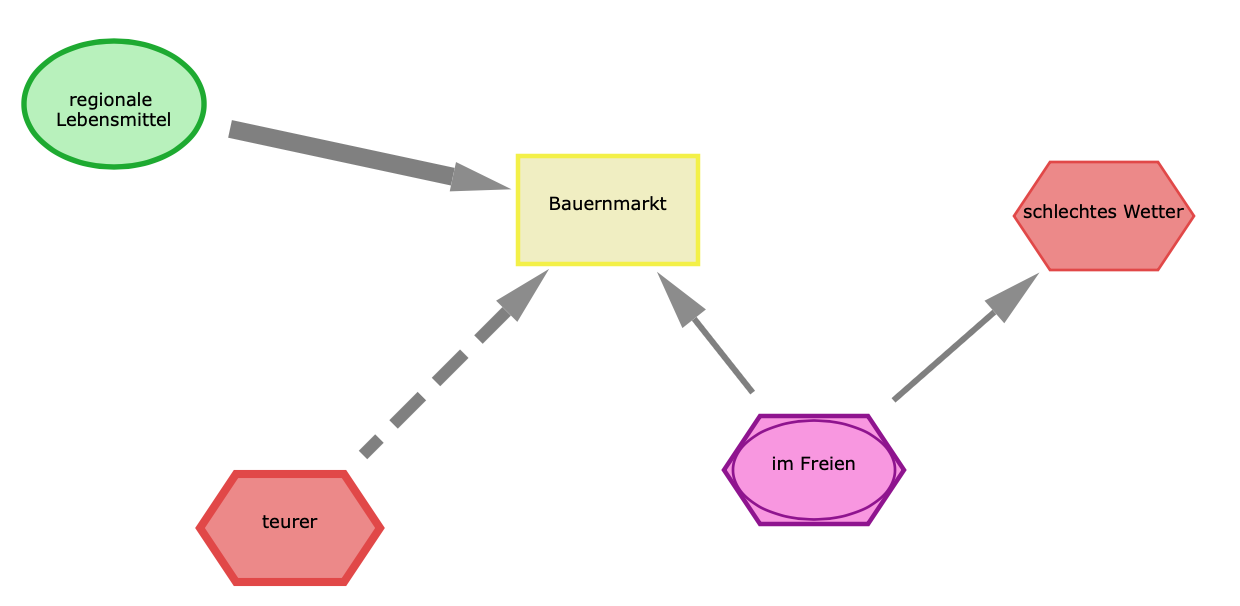 regionale
Lebensmittel
Bauernmarkt
schlechtes Wetter
im Freien
teurer